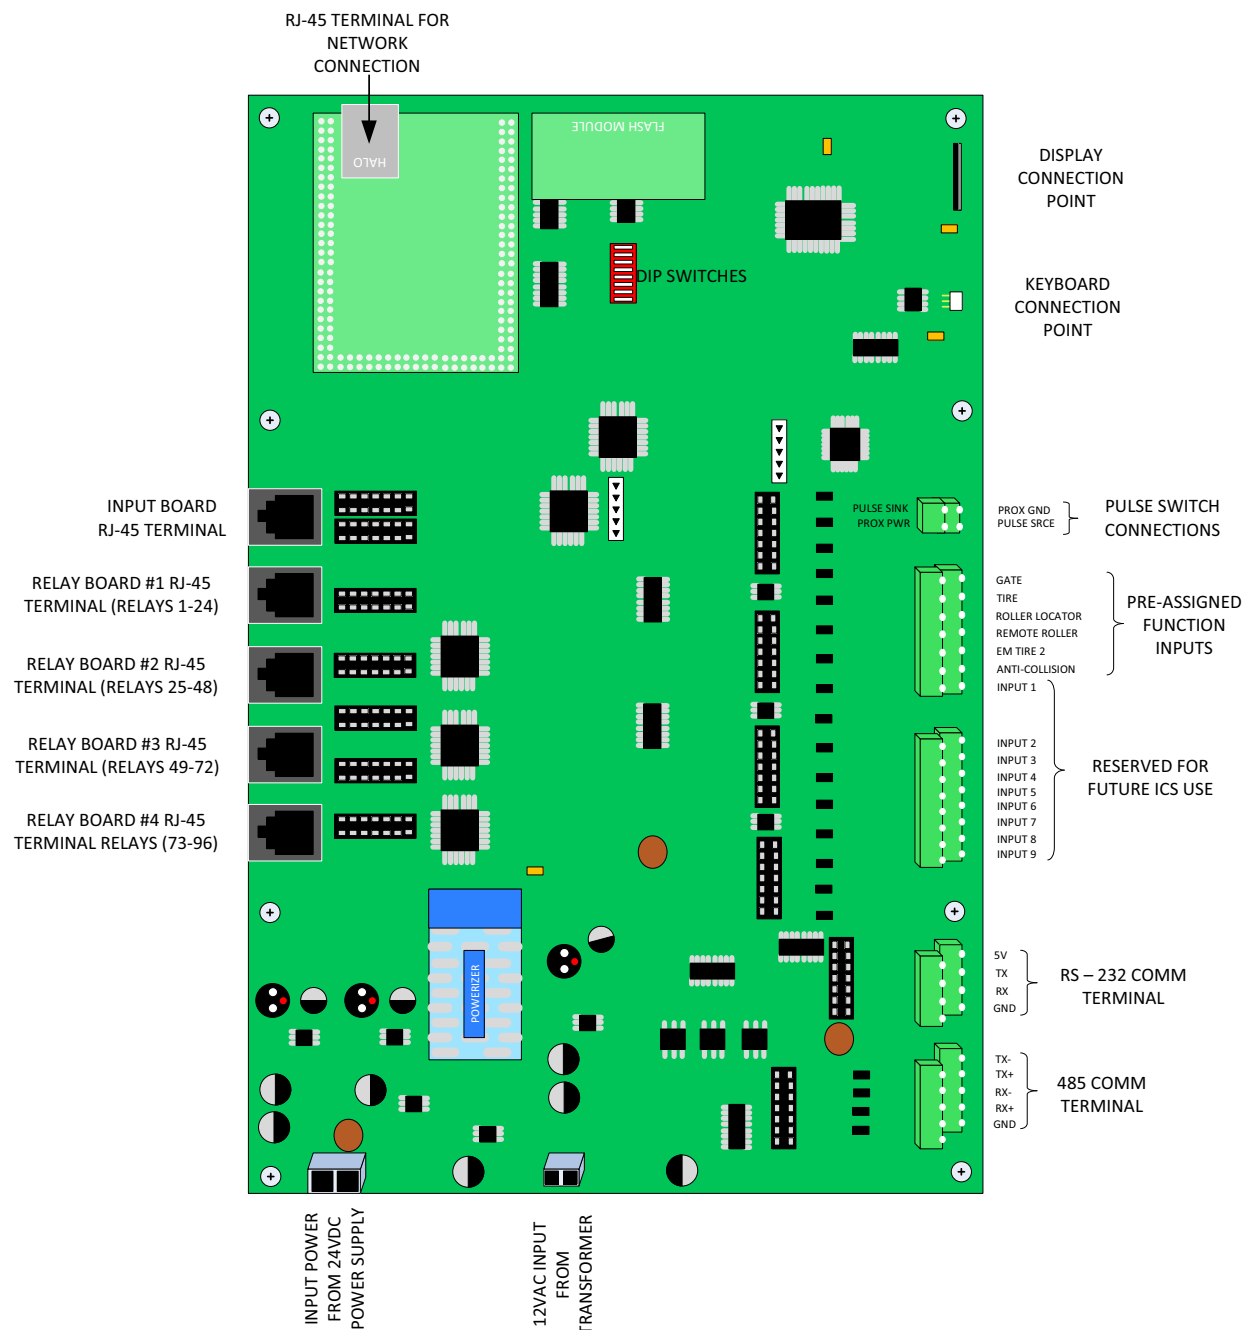 RJ-45 TERMINAL FOR
NETWORK
CONNECTION
HALO
FLASH MODULE
DIP SWITCHES
DISPLAY
CONNECTION
POINT
KEYBOARD
CONNECTION
POINT
INPUT BOARD
RJ-45 TERMINAL
RELAY BOARD #1 RJ-45
TERMINAL (RELAYS 1-24)
RELAY BOARD #2 RJ-45
TERMINAL (RELAYS 25-48)
RELAY BOARD #3 RJ-45
TERMINAL (RELAYS 49-72)
RELAY BOARD #4 RJ-45
TERMINAL RELAYS (73-96)
PULSE SINK
PROX PWR
PROX GND
PULSE SRCE
PULSE SWITCH
CONNECTIONS
GATE
TIRE
ROLLER LOCATOR
REMOTE ROLLER
EM TIRE 2
ANTI-COLLISION
PRE-ASSIGNED
FUNCTION
INPUTS
INPUT 1
INPUT 2
INPUT 3
INPUT 4
INPUT 5
INPUT 6
INPUT 7
INPUT 8
INPUT 9
RESERVED FOR
FUTURE ICS USE
POWERIZER
5V
TX
RX
GND
RS – 232 COMM
TERMINAL
TX-
TX+
RX-
RX+
GND
485 COMM
TERMINAL
INPUT POWER
FROM 24VDC
POWER SUPPLY
12VAC INPUT
FROM
TRANSFORMER